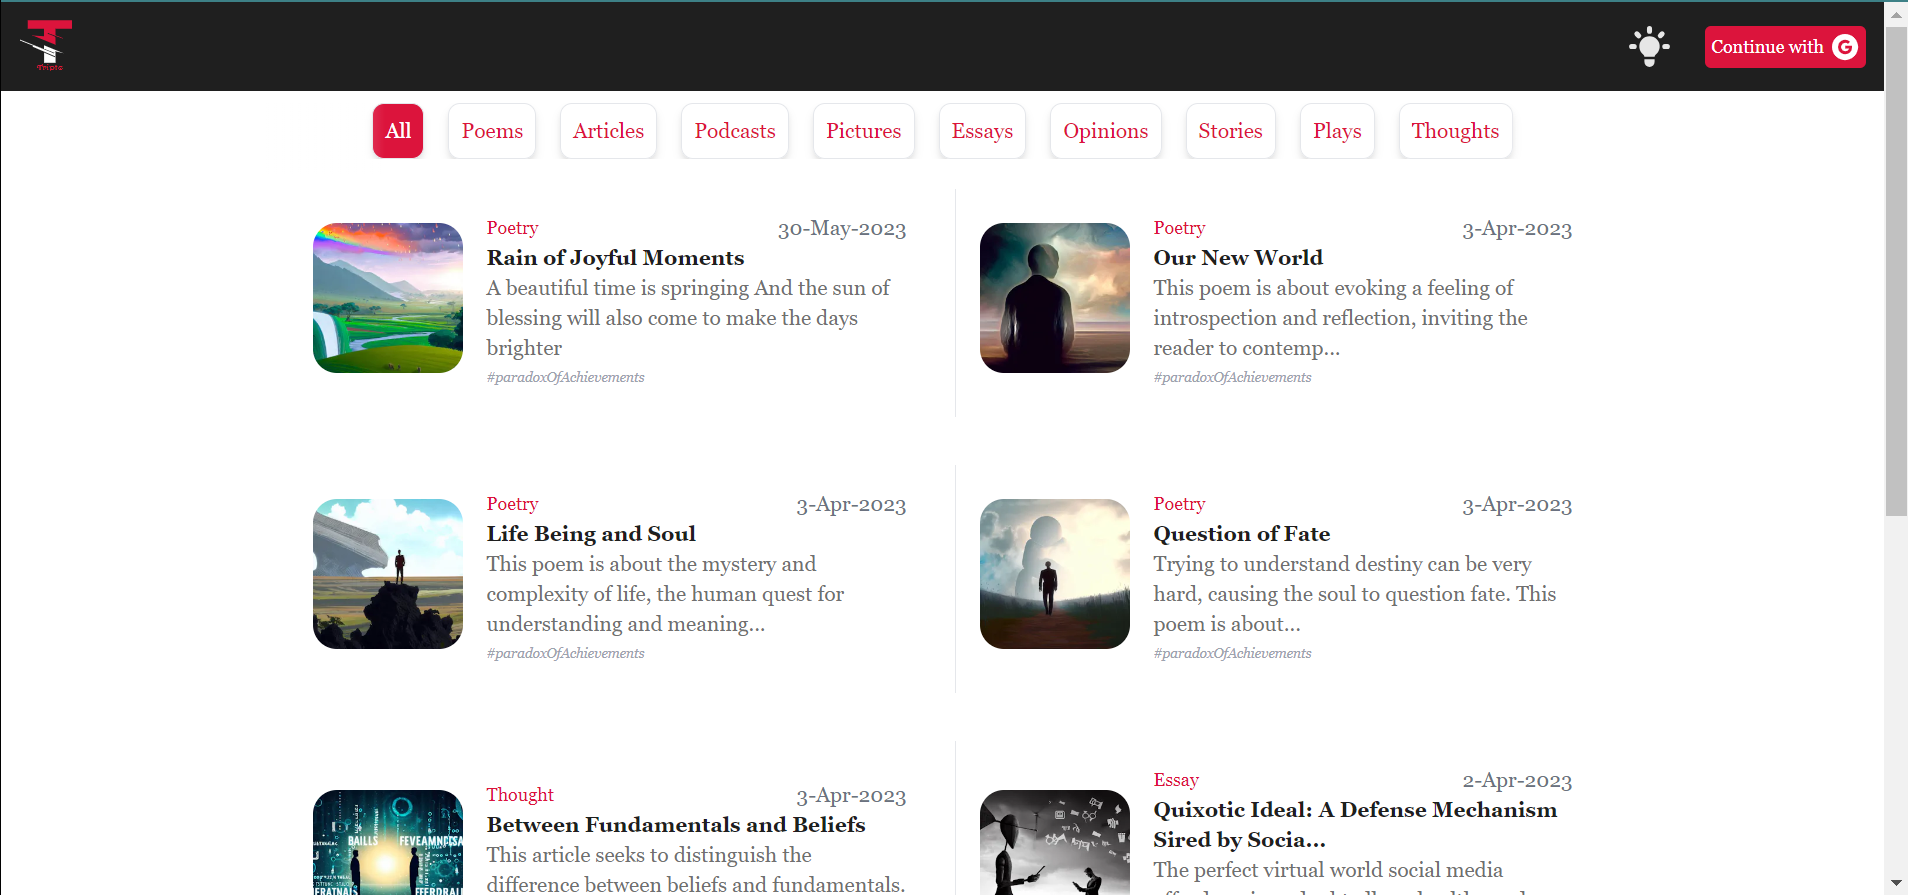 Tripto
Continue with G
All Poems Articles Podcasts Pictures Essays Opinions Stories Plays Thoughts
Poetry 30-May-2023
Rain of Joyful Moments
A beautiful time is springing And the sun of
blessing will also come to make the days
brighter
#paradoxOfAchievements
Poetry 3-Apr-2023
Our New World
This poem is about evoking a feeling of
introspection and reflection, inviting the
reader to contemp...
#paradoxOfAchievements
Poetry 3-Apr-2023
Life Being and Soul
This poem is about the mystery and
complexity of life, the human quest for
understanding and meaning...
#paradoxOfAchievements
Poetry 3-Apr-2023
Question of Fate
Trying to understand destiny can be very
hard, causing the soul to question fate. This
poem is about...
#paradoxOfAchievements
BAILLS
Thought 3-Apr-2023
Between Fundamentals and Beliefs
This article seeks to distinguish the
difference between beliefs and fundamentals.
Essay 2-Apr-2023
Quixotic Ideal: A Defense Mechanism
Sired by Socia...
The perfect virtual world social media